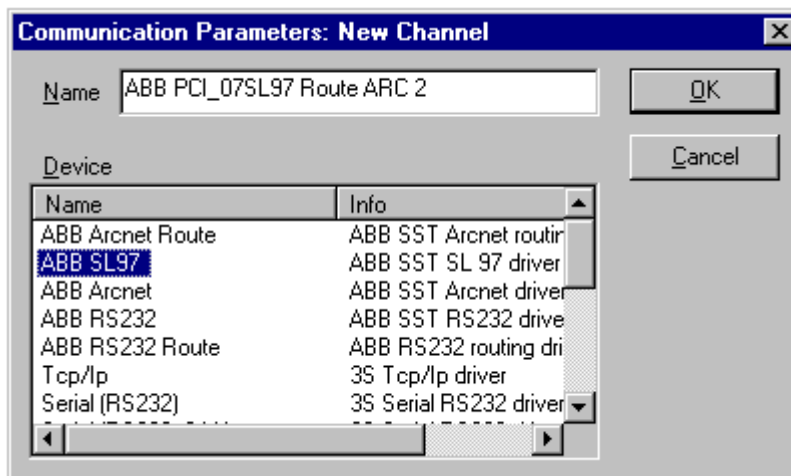 Communication Parameters: New Channel
Name ABB PCI_07SL97 Route ARC 2
OK
Cancel
Device
Name Info
ABB Arcnet Route ABB SST Arcnet routin
ABB SL97 ABB SST SL 97 driver
ABB Arcnet ABB SST Arcnet driver
ABB RS232 ABB SST RS232 drive
ABB RS232 Route ABB RS232 routing dri
Tcp/Ip 3S Tcp/Ip driver
Serial (RS232) 3S Serial RS232 driver